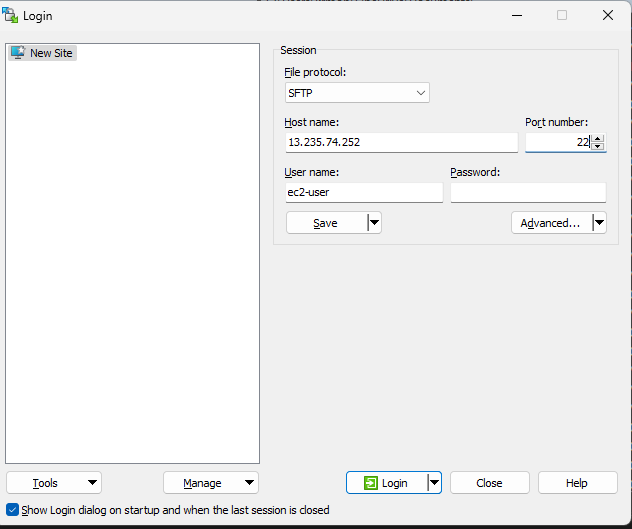 Login
New Site
Session
File protocol:
SFTP
Host name:
Port number:
13.235.74.252
22
User name:
Password:
ec2-user
Save
Advanced...
Tools
Manage
Login
Close
Help
Show Login dialog on startup and when the last session is closed